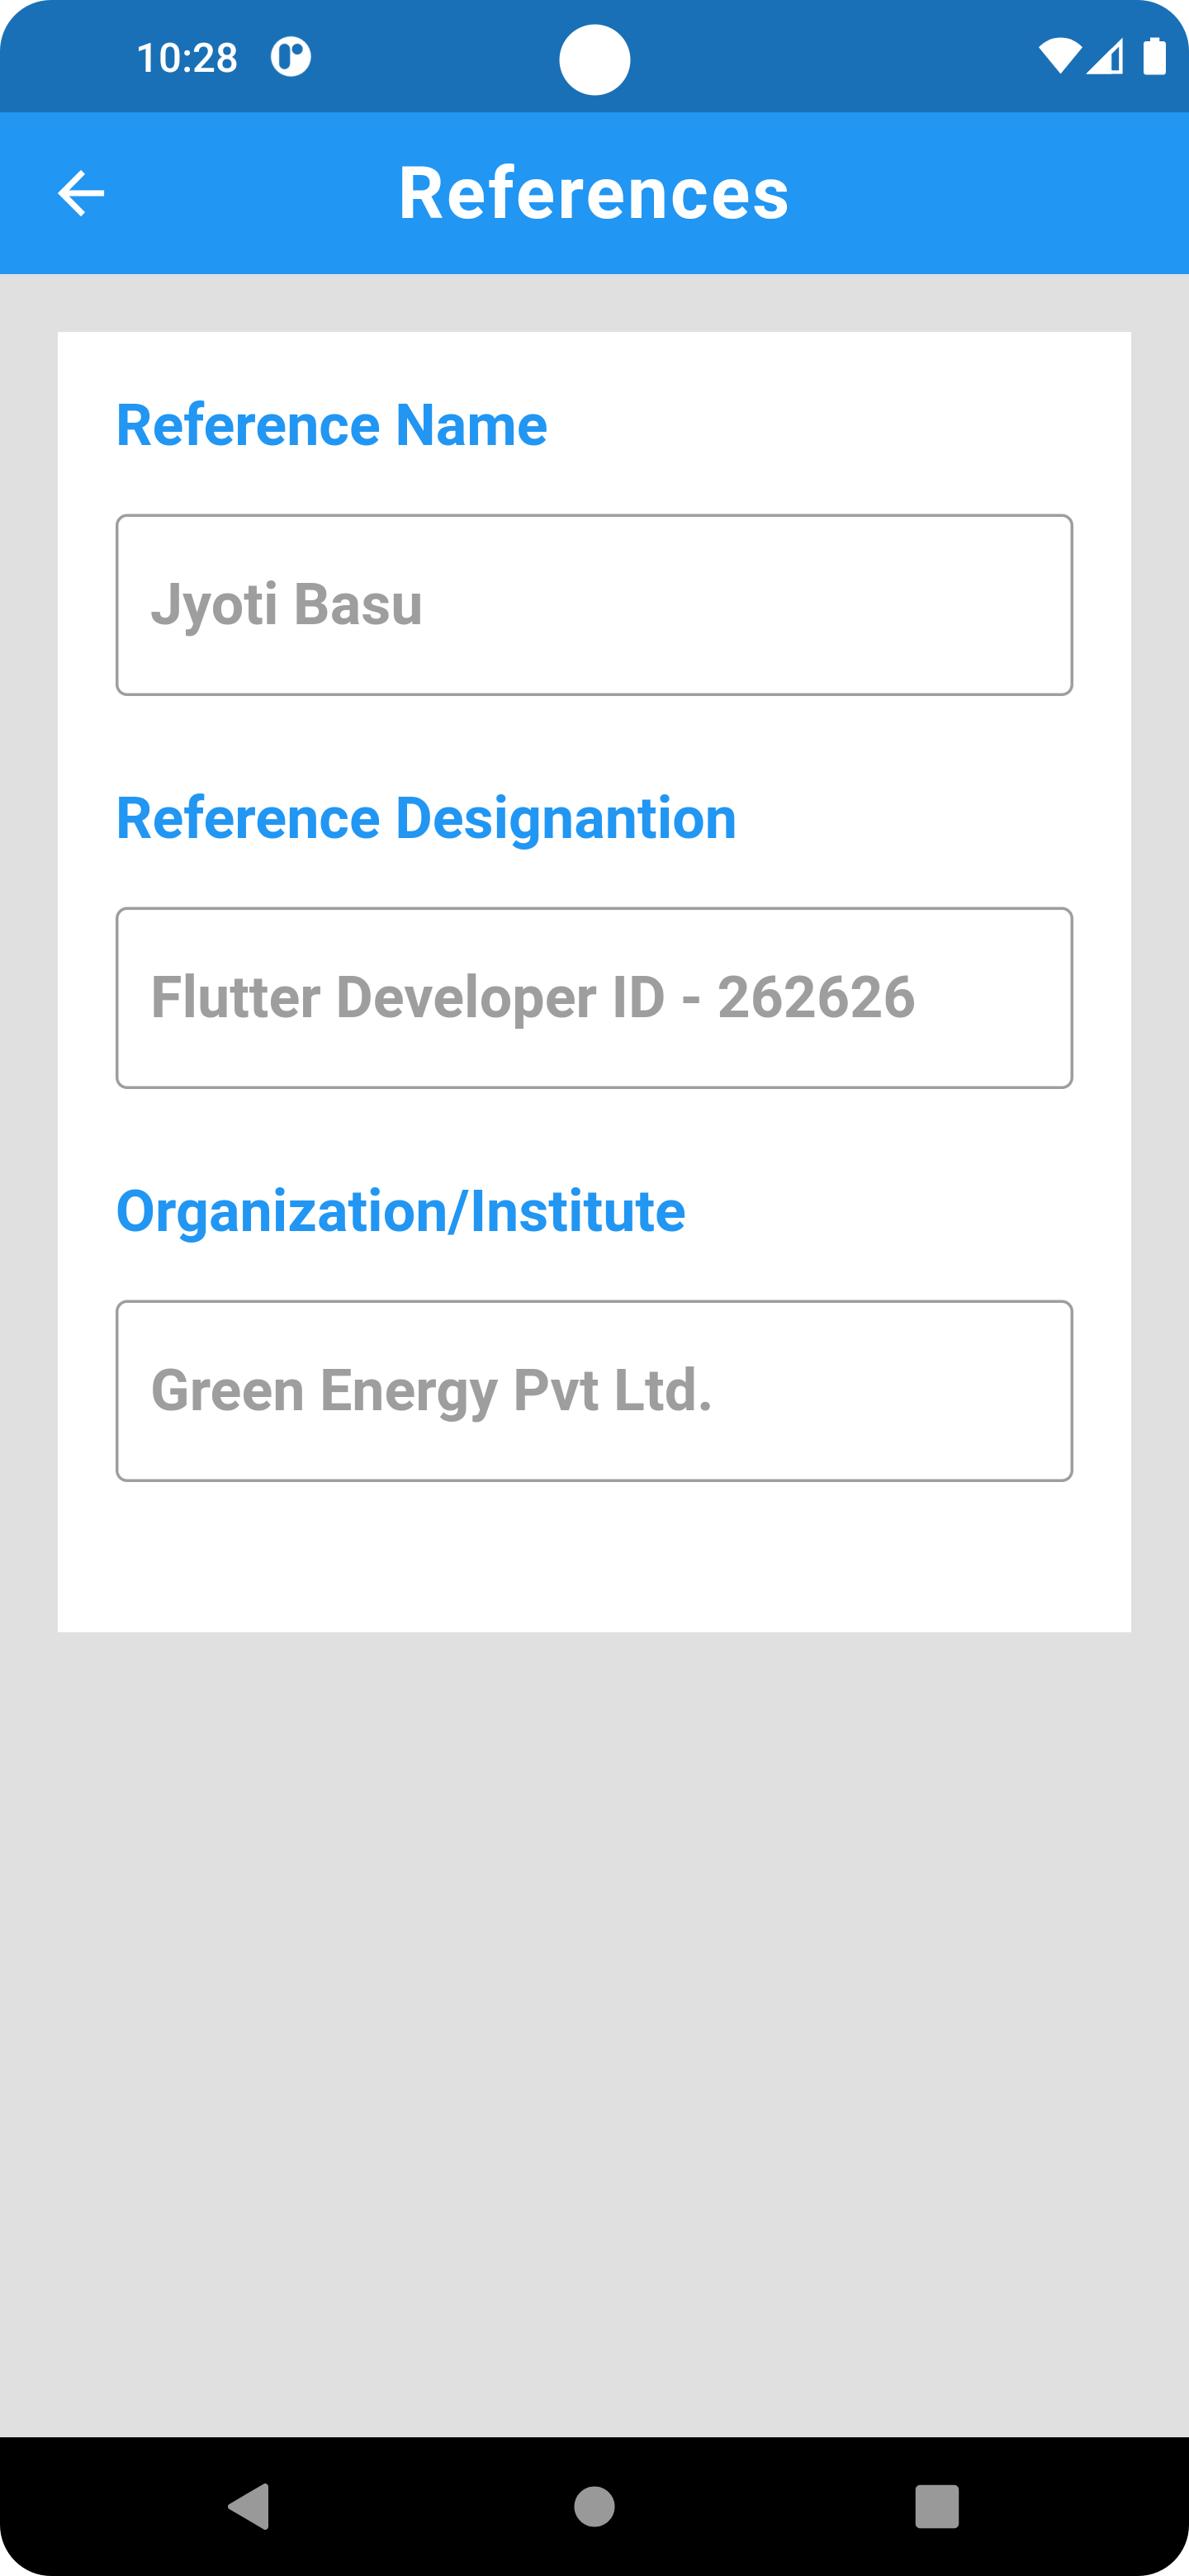 10:28
References
Reference Name
Jyoti Basu
Reference Designantion
Flutter Developer ID - 262626
Organization/Institute
Green Energy Pvt Ltd.